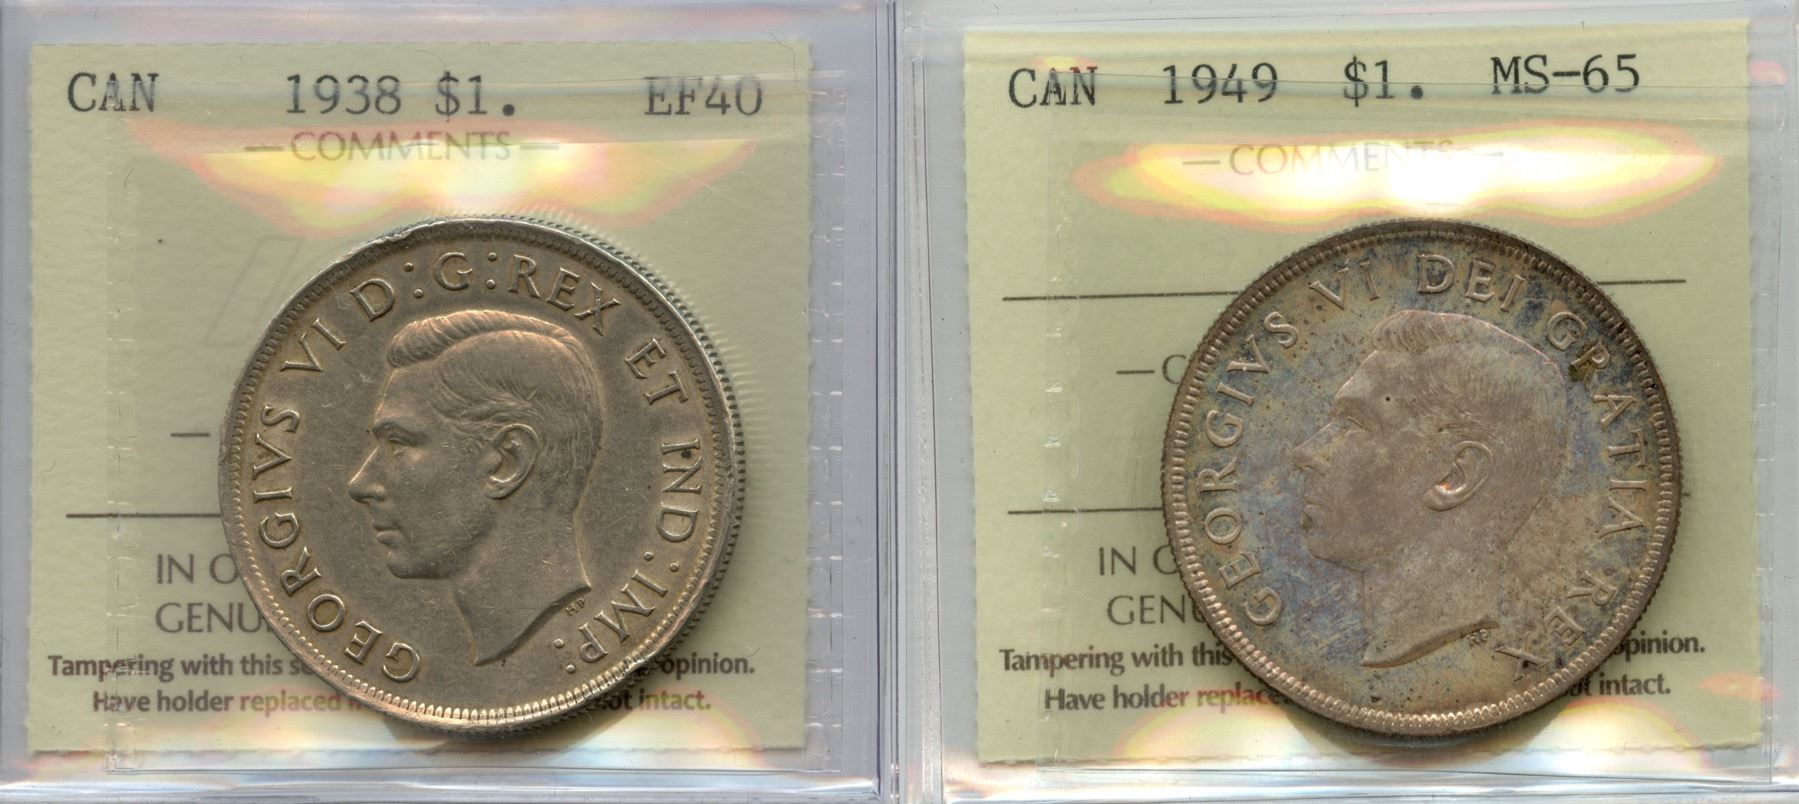 CAN 1938 $1. EF40
— COMMENTS —
GEORGIVS VI D:G:REX ET IND:IMP:
HP
IN O
GENU
Tampering with this opinion.
Have holder replaced not intact.
CAN 1949 $1. MS-65
— COMMENTS —
GEORGIVS VI DEI GRATIA REX
HP
— C
IN O
GENU
Tampering with this opinion.
Have holder replace intact.